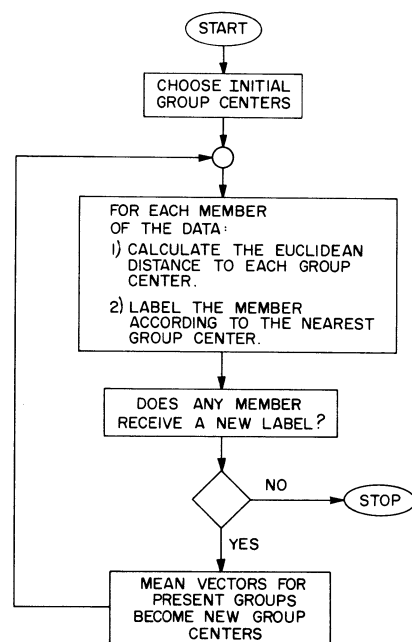 START
CHOOSE INITIAL
GROUP CENTERS
FOR EACH MEMBER
OF THE DATA:
1) CALCULATE THE EUCLIDEAN
DISTANCE TO EACH GROUP
CENTER.
2) LABEL THE MEMBER
ACCORDING TO THE NEAREST
GROUP CENTER.
DOES ANY MEMBER
RECEIVE A NEW LABEL?
NO
STOP
YES
MEAN VECTORS FOR
PRESENT GROUPS
BECOME NEW GROUP
CENTERS